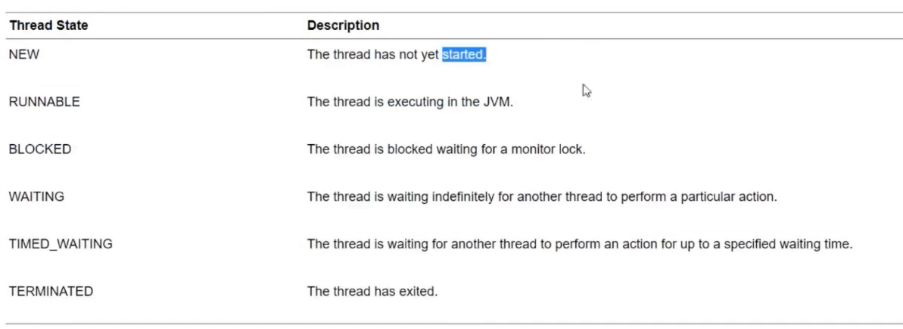 Thread State Description
NEW The thread has not yet started.
RUNNABLE The thread is executing in the JVM.
BLOCKED The thread is blocked waiting for a monitor lock.
WAITING The thread is waiting indefinitely for another thread to perform a particular action.
TIMED_WAITING The thread is waiting for another thread to perform an action for up to a specified waiting time.
TERMINATED The thread has exited.